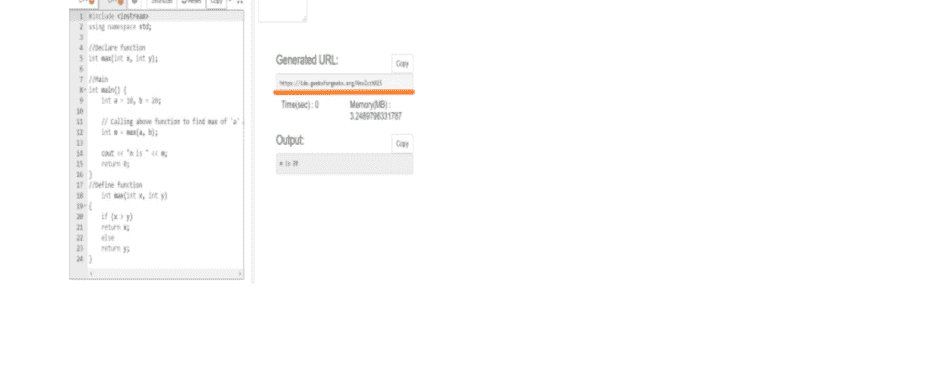 Copy
1 #include <iostream>
2 using namespace std;
3
4 //Declare function
5 int max(int x, int y);
6
7 //Main
8 int main() {
9 int a = 10, b = 20;
10
11 // Calling above function to find max of 'a'
12 int m = max(a, b);
13
14 cout << "m is " << m;
15 return 0;
16 }
17 //Define function
18 int max(int x, int y)
19 {
20 if (x > y)
21 return x;
22 else
23 return y;
24 }
Generated URL:
Copy
Time(sec) : 0
Memory(MB) :
3.2489796331787
Output:
Copy
m is 20